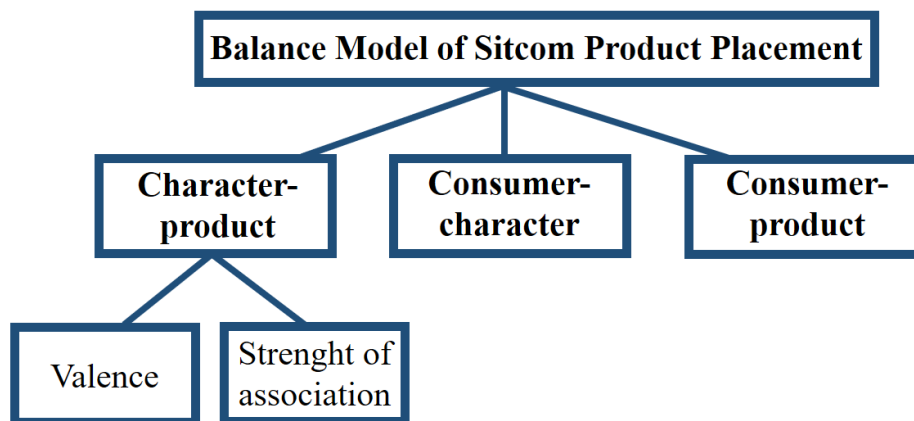 Balance Model of Sitcom Product Placement
Character-
product
Consumer-
character
Consumer-
product
Valence
Strenght of
association